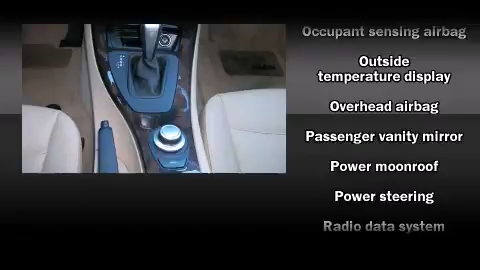 Occupant sensing airbag
Outside
temperature display
Overhead airbag
Passenger vanity mirror
Power moonroof
Power steering
Radio data system